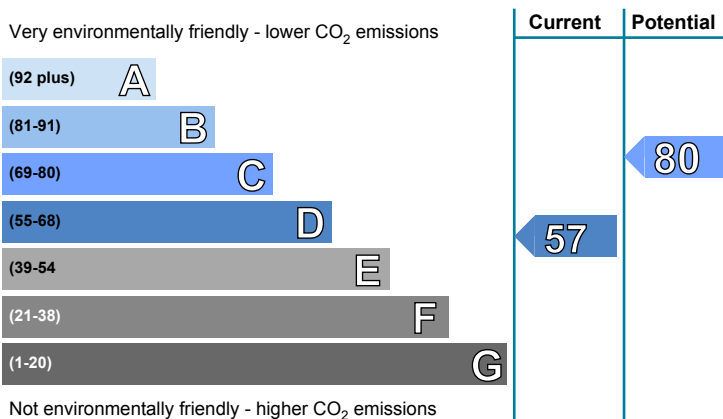 Very environmentally friendly - lower CO2 emissions
Current
Potential
(92 plus) A
(81-91) B
(69-80) C
80
(55-68) D
57
(39-54 E
(21-38) F
(1-20) G
Not environmentally friendly - higher CO2 emissions